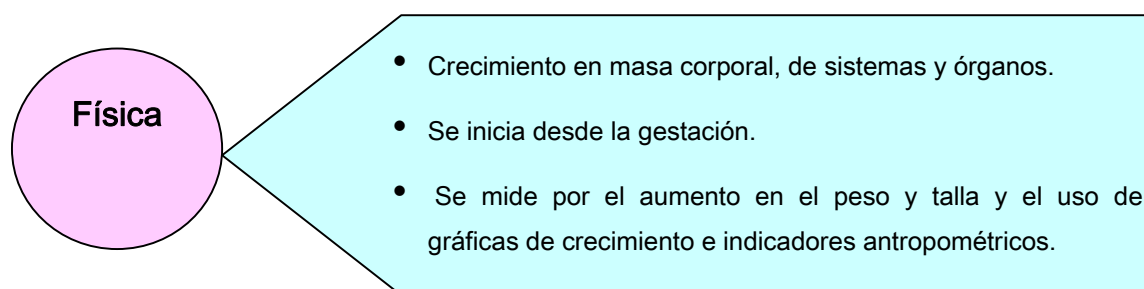 Física
• Crecimiento en masa corporal, de sistemas y órganos.
• Se inicia desde la gestación.
• Se mide por el aumento en el peso y talla y el uso de
gráficas de crecimiento e indicadores antropométricos.